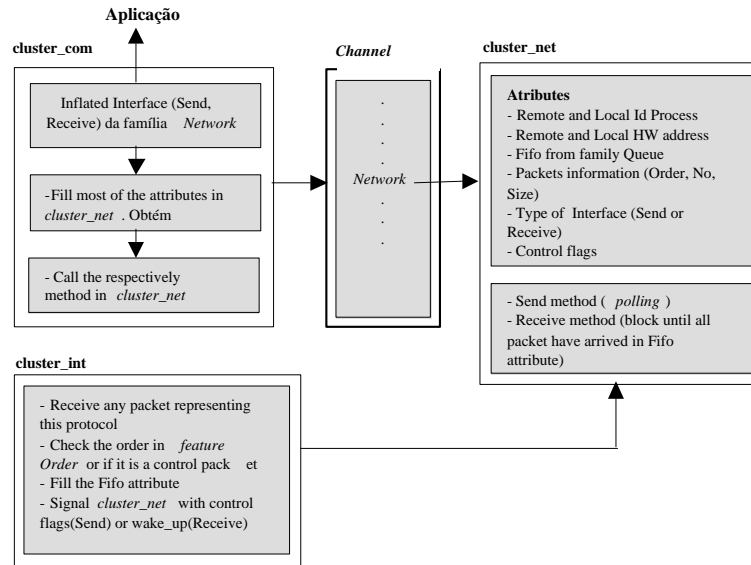 Aplicação
cluster_com
Inflated Interface (Send,
Receive) da família Network
-Fill most of the attributes in
cluster_net . Obtém
- Call the respectively
method in cluster_net
Channel
.
.
.
.
Network
.
.
.
.
cluster_net
Atributes
- Remote and Local Id Process
- Remote and Local HW address
- Fifo from family Queue
- Packets information (Order, No,
Size)
- Type of Interface (Send or
Receive)
- Control flags
- Send method ( polling )
- Receive method (block until all
packet have arrived in Fifo
attribute)
cluster_int
- Receive any packet representing
this protocol
- Check the order in feature
Order or if it is a control pack et
- Fill the Fifo attribute
- Signal cluster_net with control
flags(Send) or wake_up(Receive)